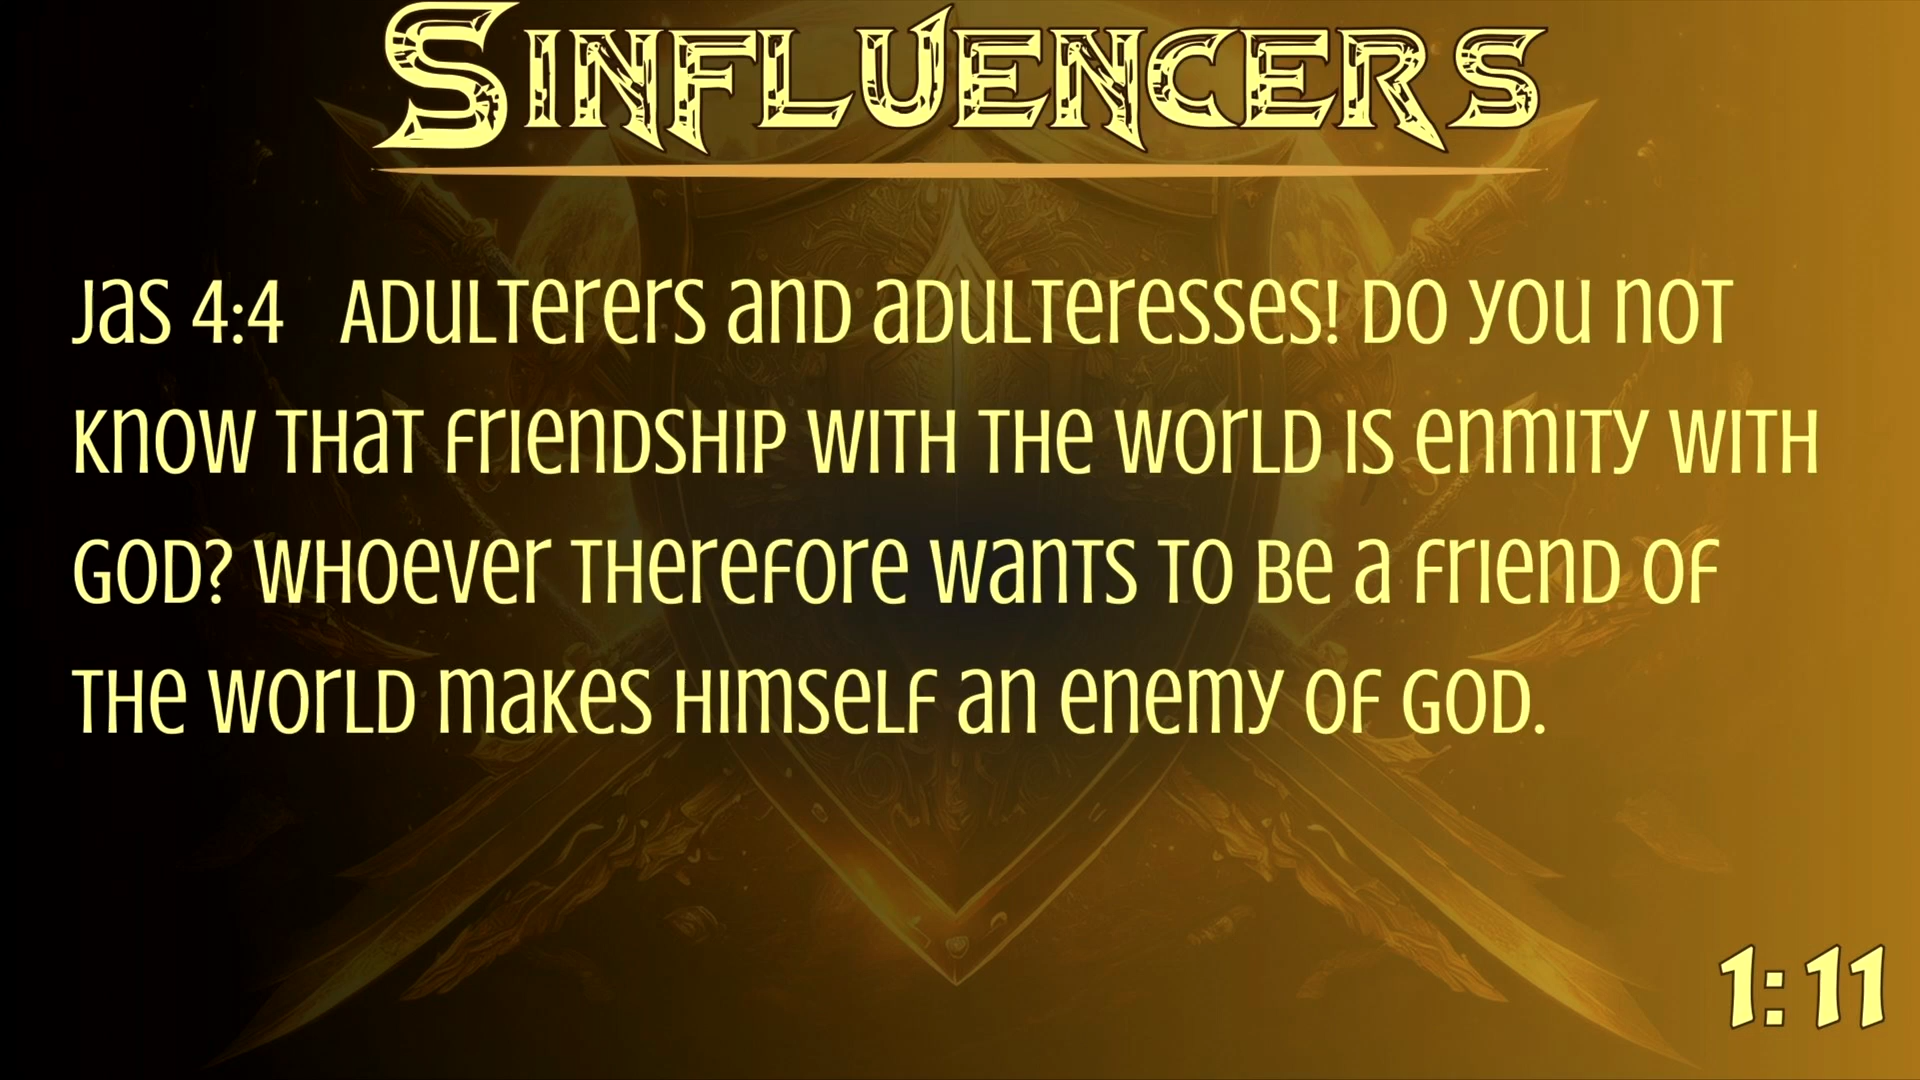 Sinfluencers
Jas 4:4 Adulterers and adulteresses! Do you not
know that friendship with the world is enmity with
God? Whoever therefore wants to be a friend of
the world makes himself an enemy of God.
1:11